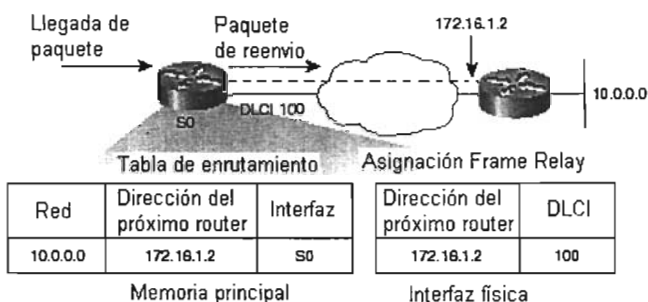 Llegada de
paquete
Paquete
de reenvio
172.16.1.2
10.0.0.0
S0
DLCI 100
Tabla de enrutamiento
Red
Dirección del
próximo router
Interfaz
10.0.0.0
172.16.1.2
S0
Memoria principal
Asignación Frame Relay
Dirección del
próximo router
DLCI
172.16.1.2
100
Interfaz física